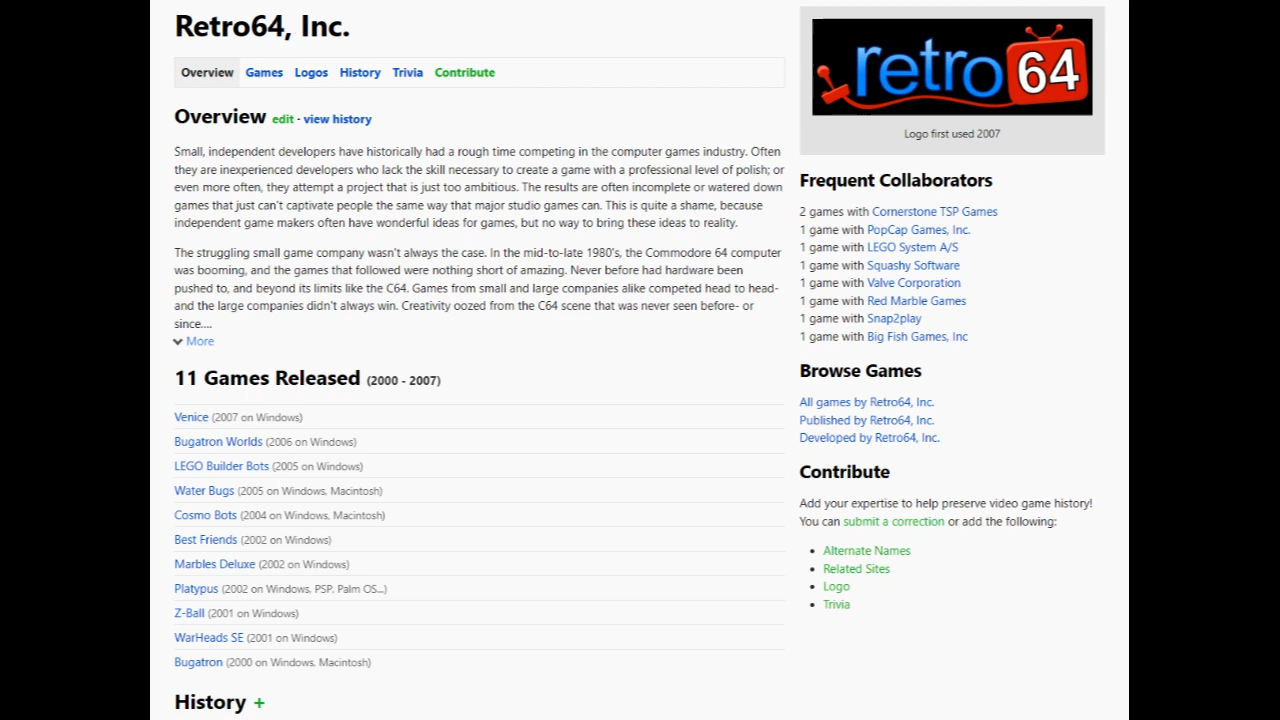 Retro64, Inc.
Overview Games Logos History Trivia Contribute
Overview edit · view history
Small, independent developers have historically had a rough time competing in the computer games industry. Often
they are inexperienced developers who lack the skill necessary to create a game with a professional level of polish; or
even more often, they attempt a project that is just too ambitious. The results are often incomplete or watered down
games that just can't captivate people the same way that major studio games can. This is quite a shame, because
independent game makers often have wonderful ideas for games, but no way to bring these ideas to reality.
The struggling small game company wasn't always the case. In the mid-to-late 1980's, the Commodore 64 computer
was booming, and the games that followed were nothing short of amazing. Never before had hardware been
pushed to, and beyond its limits like the C64. Games from small and large companies alike competed head to head-
and the large companies didn't always win. Creativity oozed from the C64 scene that was never seen before- or
since....
More
11 Games Released (2000 - 2007)
Venice (2007 on Windows)
Bugatron Worlds (2006 on Windows)
LEGO Builder Bots (2005 on Windows)
Water Bugs (2005 on Windows, Macintosh)
Cosmo Bots (2004 on Windows, Macintosh)
Best Friends (2002 on Windows)
Marbles Deluxe (2002 on Windows)
Platypus (2002 on Windows, PSP, Palm OS...)
Z-Ball (2001 on Windows)
WarHeads SE (2001 on Windows)
Bugatron (2000 on Windows, Macintosh)
History +
retro 64
Logo first used 2007
Frequent Collaborators
2 games with Cornerstone TSP Games
1 game with PopCap Games, Inc.
1 game with LEGO System A/S
1 game with Squashy Software
1 game with Valve Corporation
1 game with Red Marble Games
1 game with Snap2play
1 game with Big Fish Games, Inc
Browse Games
All games by Retro64, Inc.
Published by Retro64, Inc.
Developed by Retro64, Inc.
Contribute
Add your expertise to help preserve video game history!
You can submit a correction or add the following:
• Alternate Names
• Related Sites
• Logo
• Trivia